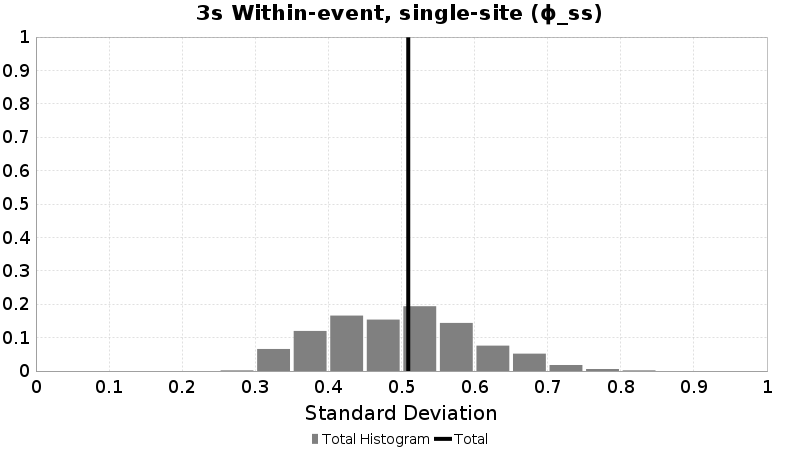 3s Within-event, single-site (ϕ_ss)
1
0.9
0.8
0.7
0.6
0.5
0.4
0.3
0.2
0.1
0
0 0.1 0.2 0.3 0.4 0.5 0.6 0.7 0.8 0.9 1
Standard Deviation
Total Histogram Total